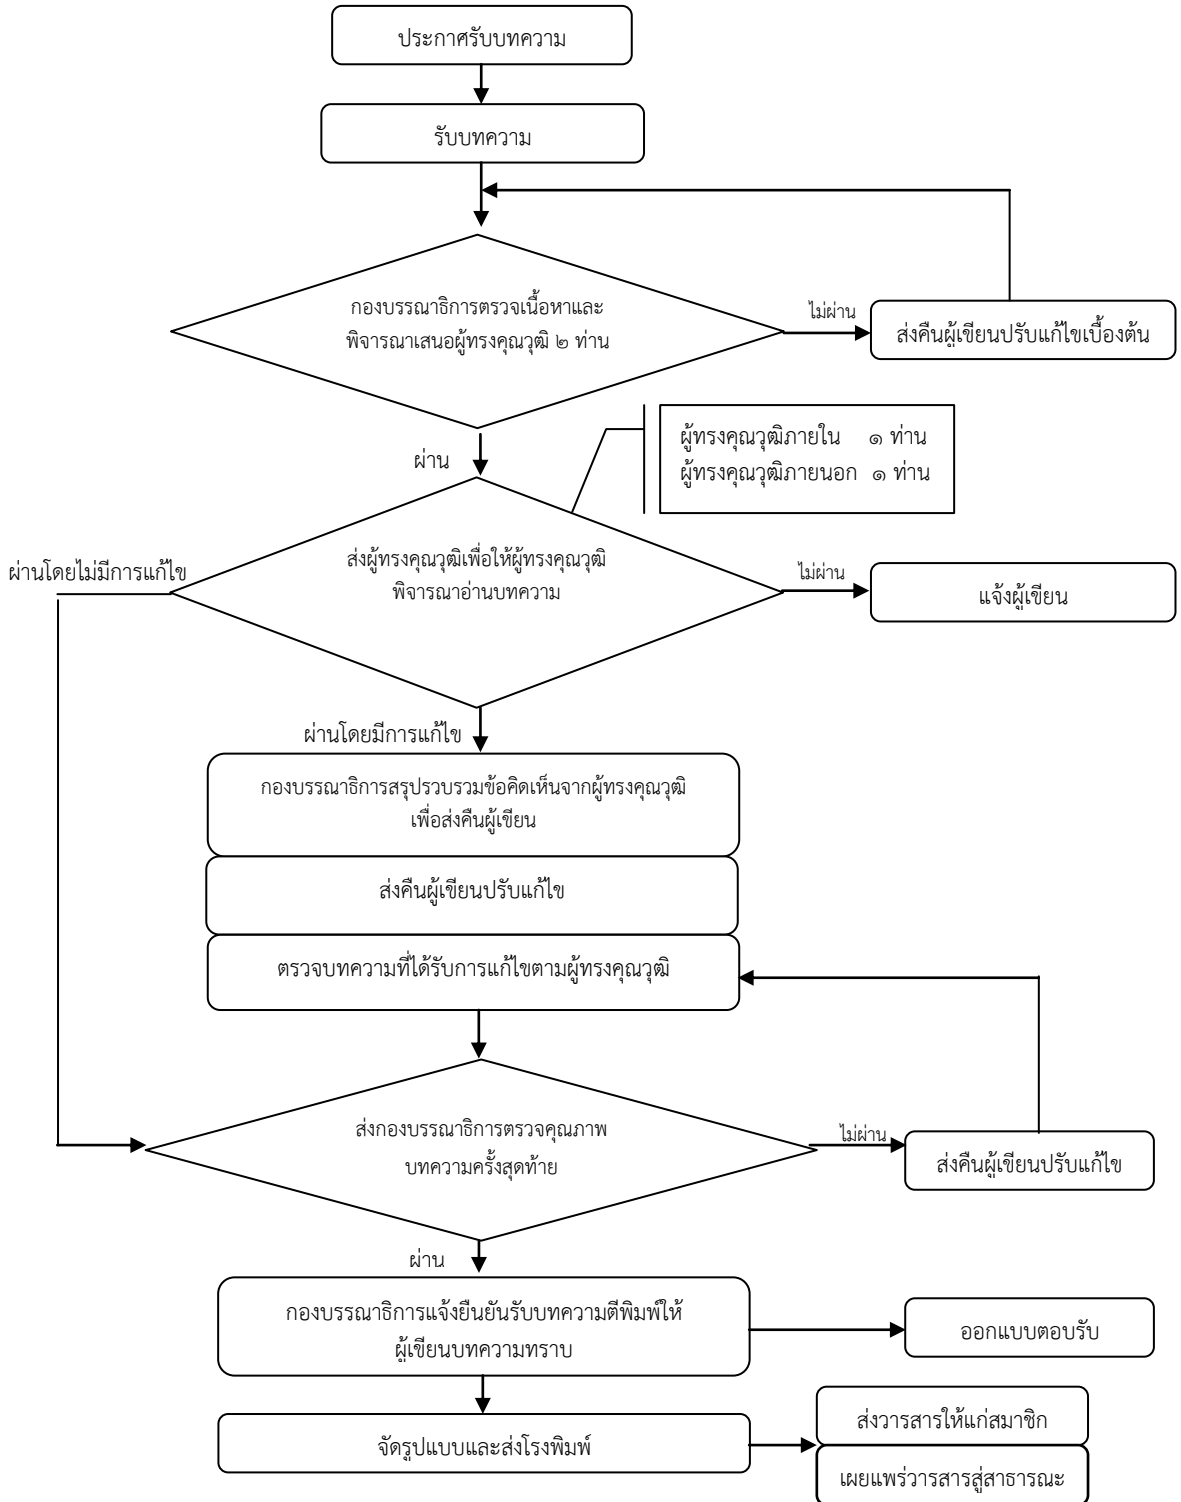 ประกาศรับบทความ
รับบทความ
กองบรรณาธิการตรวจเนื้อหาและ
พิจารณาเสนอผู้ทรงคุณวุฒิ ๒ ท่าน
ไม่ผ่าน
ส่งคืนผู้เขียนปรับแก้ไขเบื้องต้น
ผ่าน
ผู้ทรงคุณวุฒิภายใน ๑ ท่าน
ผู้ทรงคุณวุฒิภายนอก ๑ ท่าน
ผ่านโดยไม่มีการแก้ไข
ส่งผู้ทรงคุณวุฒิเพื่อให้ผู้ทรงคุณวุฒิ
พิจารณาอ่านบทความ
ไม่ผ่าน
แจ้งผู้เขียน
ผ่านโดยมีการแก้ไข
กองบรรณาธิการสรุปรวบรวมข้อคิดเห็นจากผู้ทรงคุณวุฒิ
เพื่อส่งคืนผู้เขียน
ส่งคืนผู้เขียนปรับแก้ไข
ตรวจบทความที่ได้รับการแก้ไขตามผู้ทรงคุณวุฒิ
ส่งกองบรรณาธิการตรวจคุณภาพ
บทความครั้งสุดท้าย
ไม่ผ่าน
ส่งคืนผู้เขียนปรับแก้ไข
ผ่าน
กองบรรณาธิการแจ้งยืนยันรับบทความตีพิมพ์ให้
ผู้เขียนบทความทราบ
ออกแบบตอบรับ
จัดรูปแบบและส่งโรงพิมพ์
ส่งวารสารให้แก่สมาชิก
เผยแพร่วารสารสู่สาธารณะ